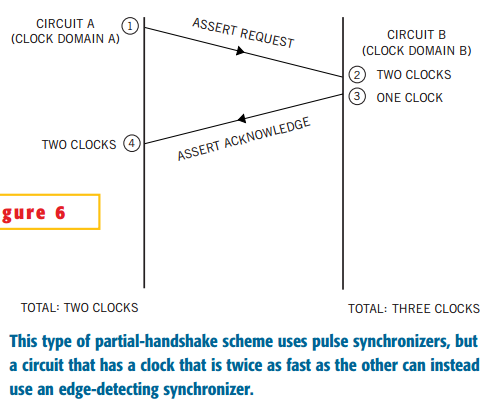 CIRCUIT A
(CLOCK DOMAIN A)
1
ASSERT REQUEST
CIRCUIT B
(CLOCK DOMAIN B)
2 TWO CLOCKS
3 ONE CLOCK
TWO CLOCKS 4
ASSERT ACKNOWLEDGE
gure 6
TOTAL: TWO CLOCKS
TOTAL: THREE CLOCKS
This type of partial-handshake scheme uses pulse synchronizers, but
a circuit that has a clock that is twice as fast as the other can instead
use an edge-detecting synchronizer.